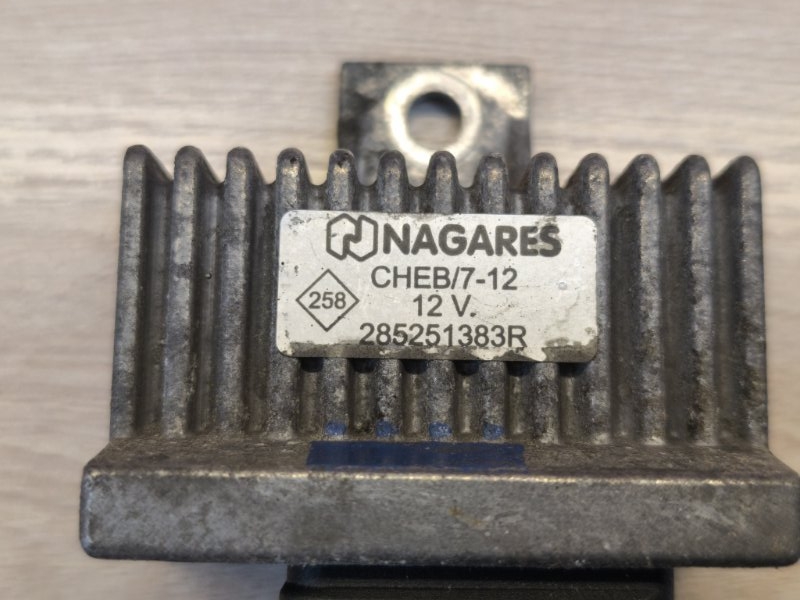 NAGARES
CHEB/7-12
258
12 V.
285251383R